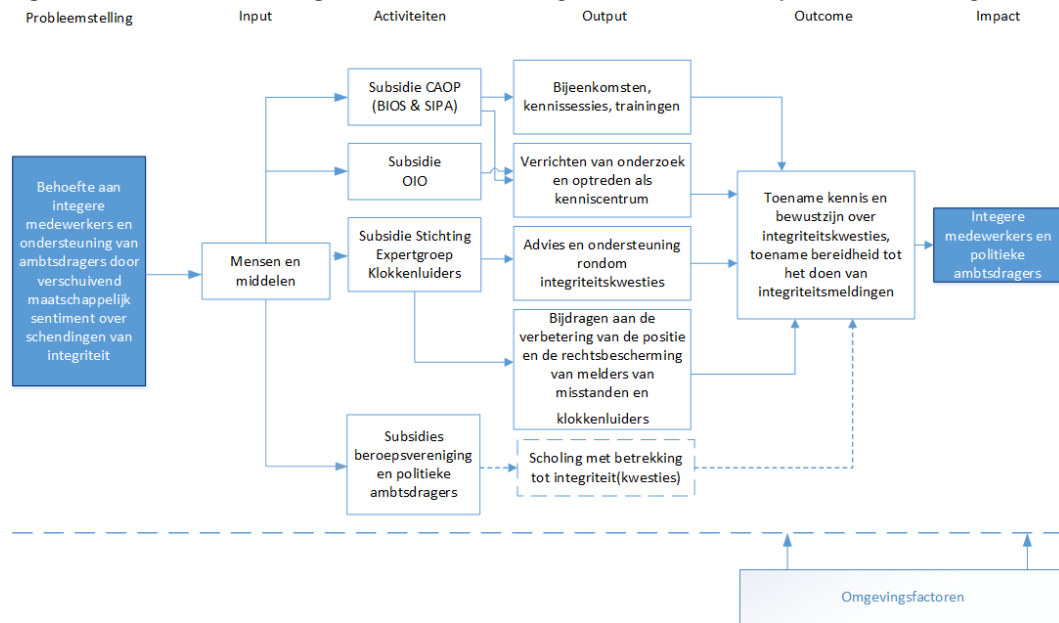 Probleemstelling
Input
Activiteiten
Output
Outcome
Impact
Behoefte aan
integere
medewerkers en
ondersteuning van
ambtsdragers door
verschuivend
maatschappelijk
sentiment over
schendingen van
integriteit
Mensen en
middelen
Subsidie CAOP
(BIOS & SIPA)
Subsidie
OIO
Subsidie Stichting
Expertgroep
Klokkenluiders
Subsidies
beroepsvereniging
en politieke
ambtsdragers
Bijeenkomsten,
kennissessies, trainingen
Verrichten van onderzoek
en optreden als
kenniscentrum
Advies en ondersteuning
rondom
integriteitskwesties
Bijdragen aan de
verbetering van de positie
en de rechtsbescherming
van melders van
misstanden en
klokkenluiders
Scholing met betrekking
tot integriteit(kwesties)
Toename kennis en
bewustzijn over
integriteitskwesties,
toename bereidheid tot
het doen van
integriteitsmeldingen
Integere
medewerkers en
politieke
ambtsdragers
Omgevingsfactoren